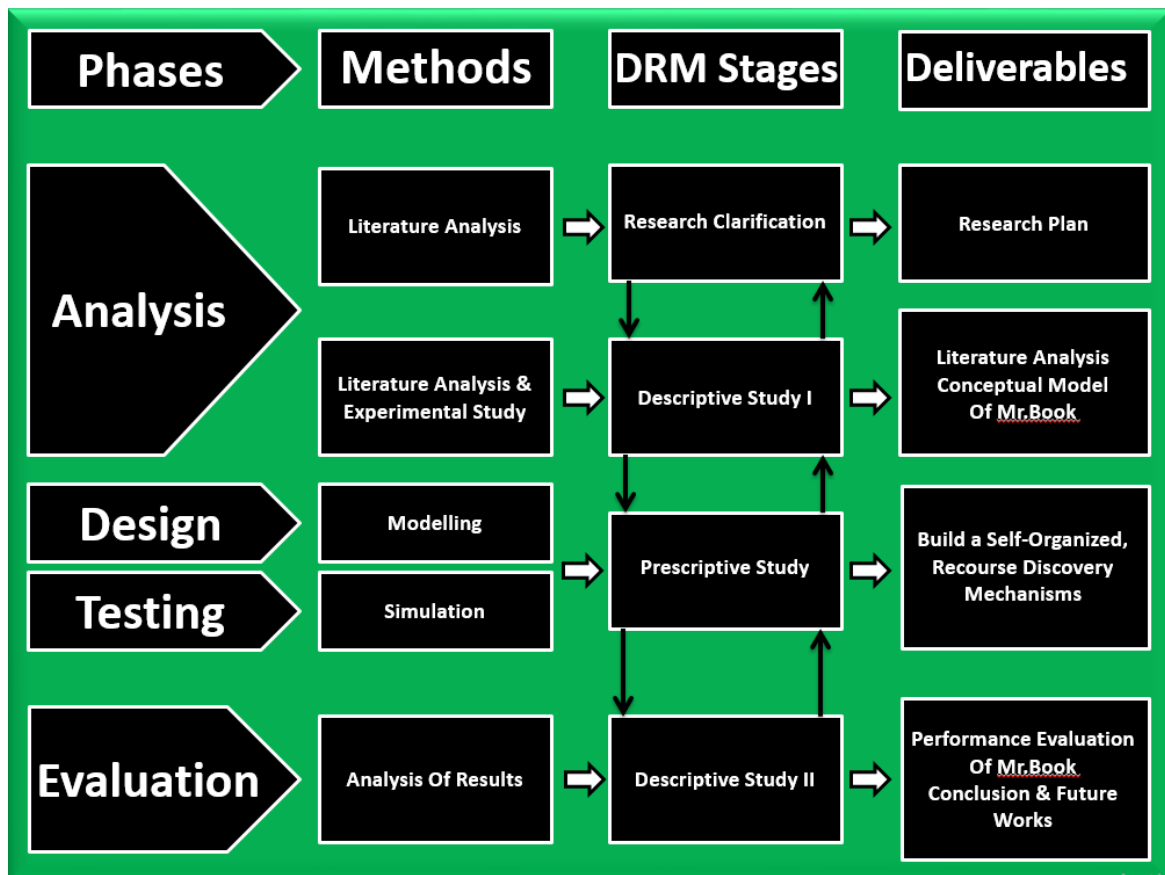 Phases
Methods
DRM Stages
Deliverables
Analysis
Literature Analysis
Research Clarification
Research Plan
Literature Analysis &
Experimental Study
Descriptive Study I
Literature Analysis
Conceptual Model
Of Mr.Book
Design
Modelling
Testing
Simulation
Prescriptive Study
Build a Self-Organized,
Recourse Discovery
Mechanisms
Evaluation
Analysis Of Results
Descriptive Study II
Performance Evaluation
Of Mr.Book
Conclusion & Future
Works